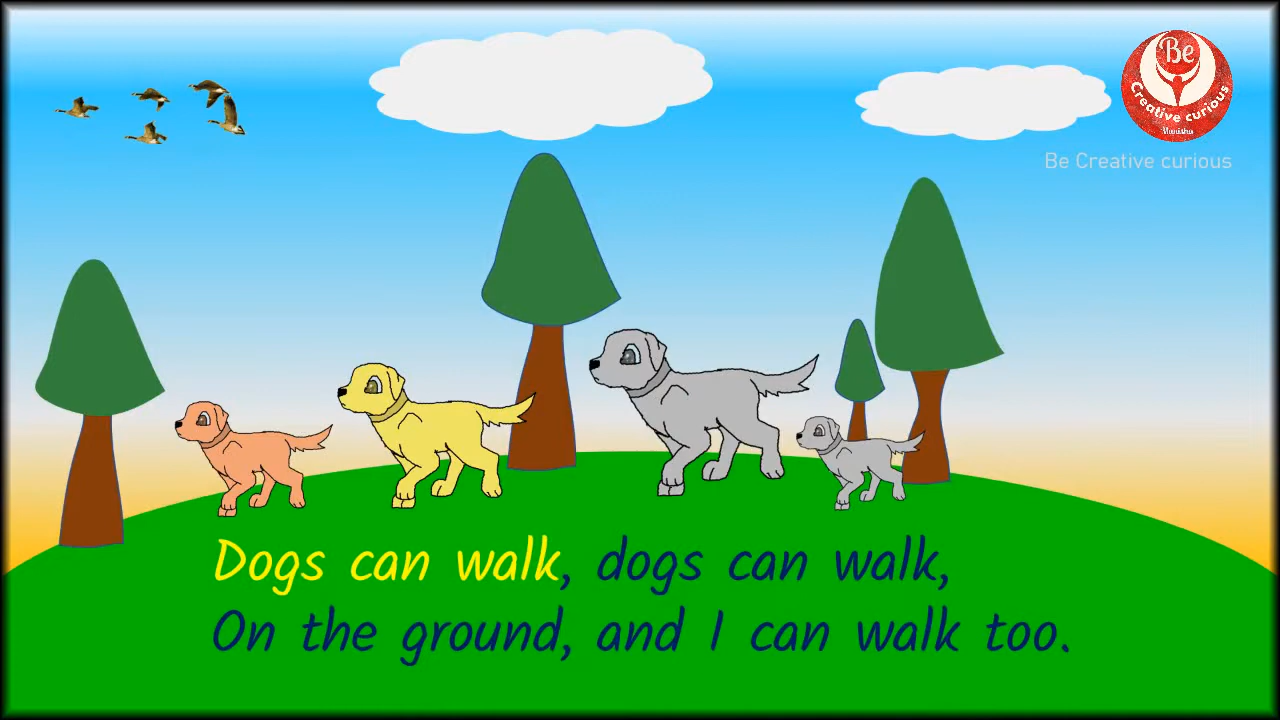 Be
Creative curious
Manisha
Be Creative curious
Dogs can walk, dogs can walk,
On the ground, and I can walk too.